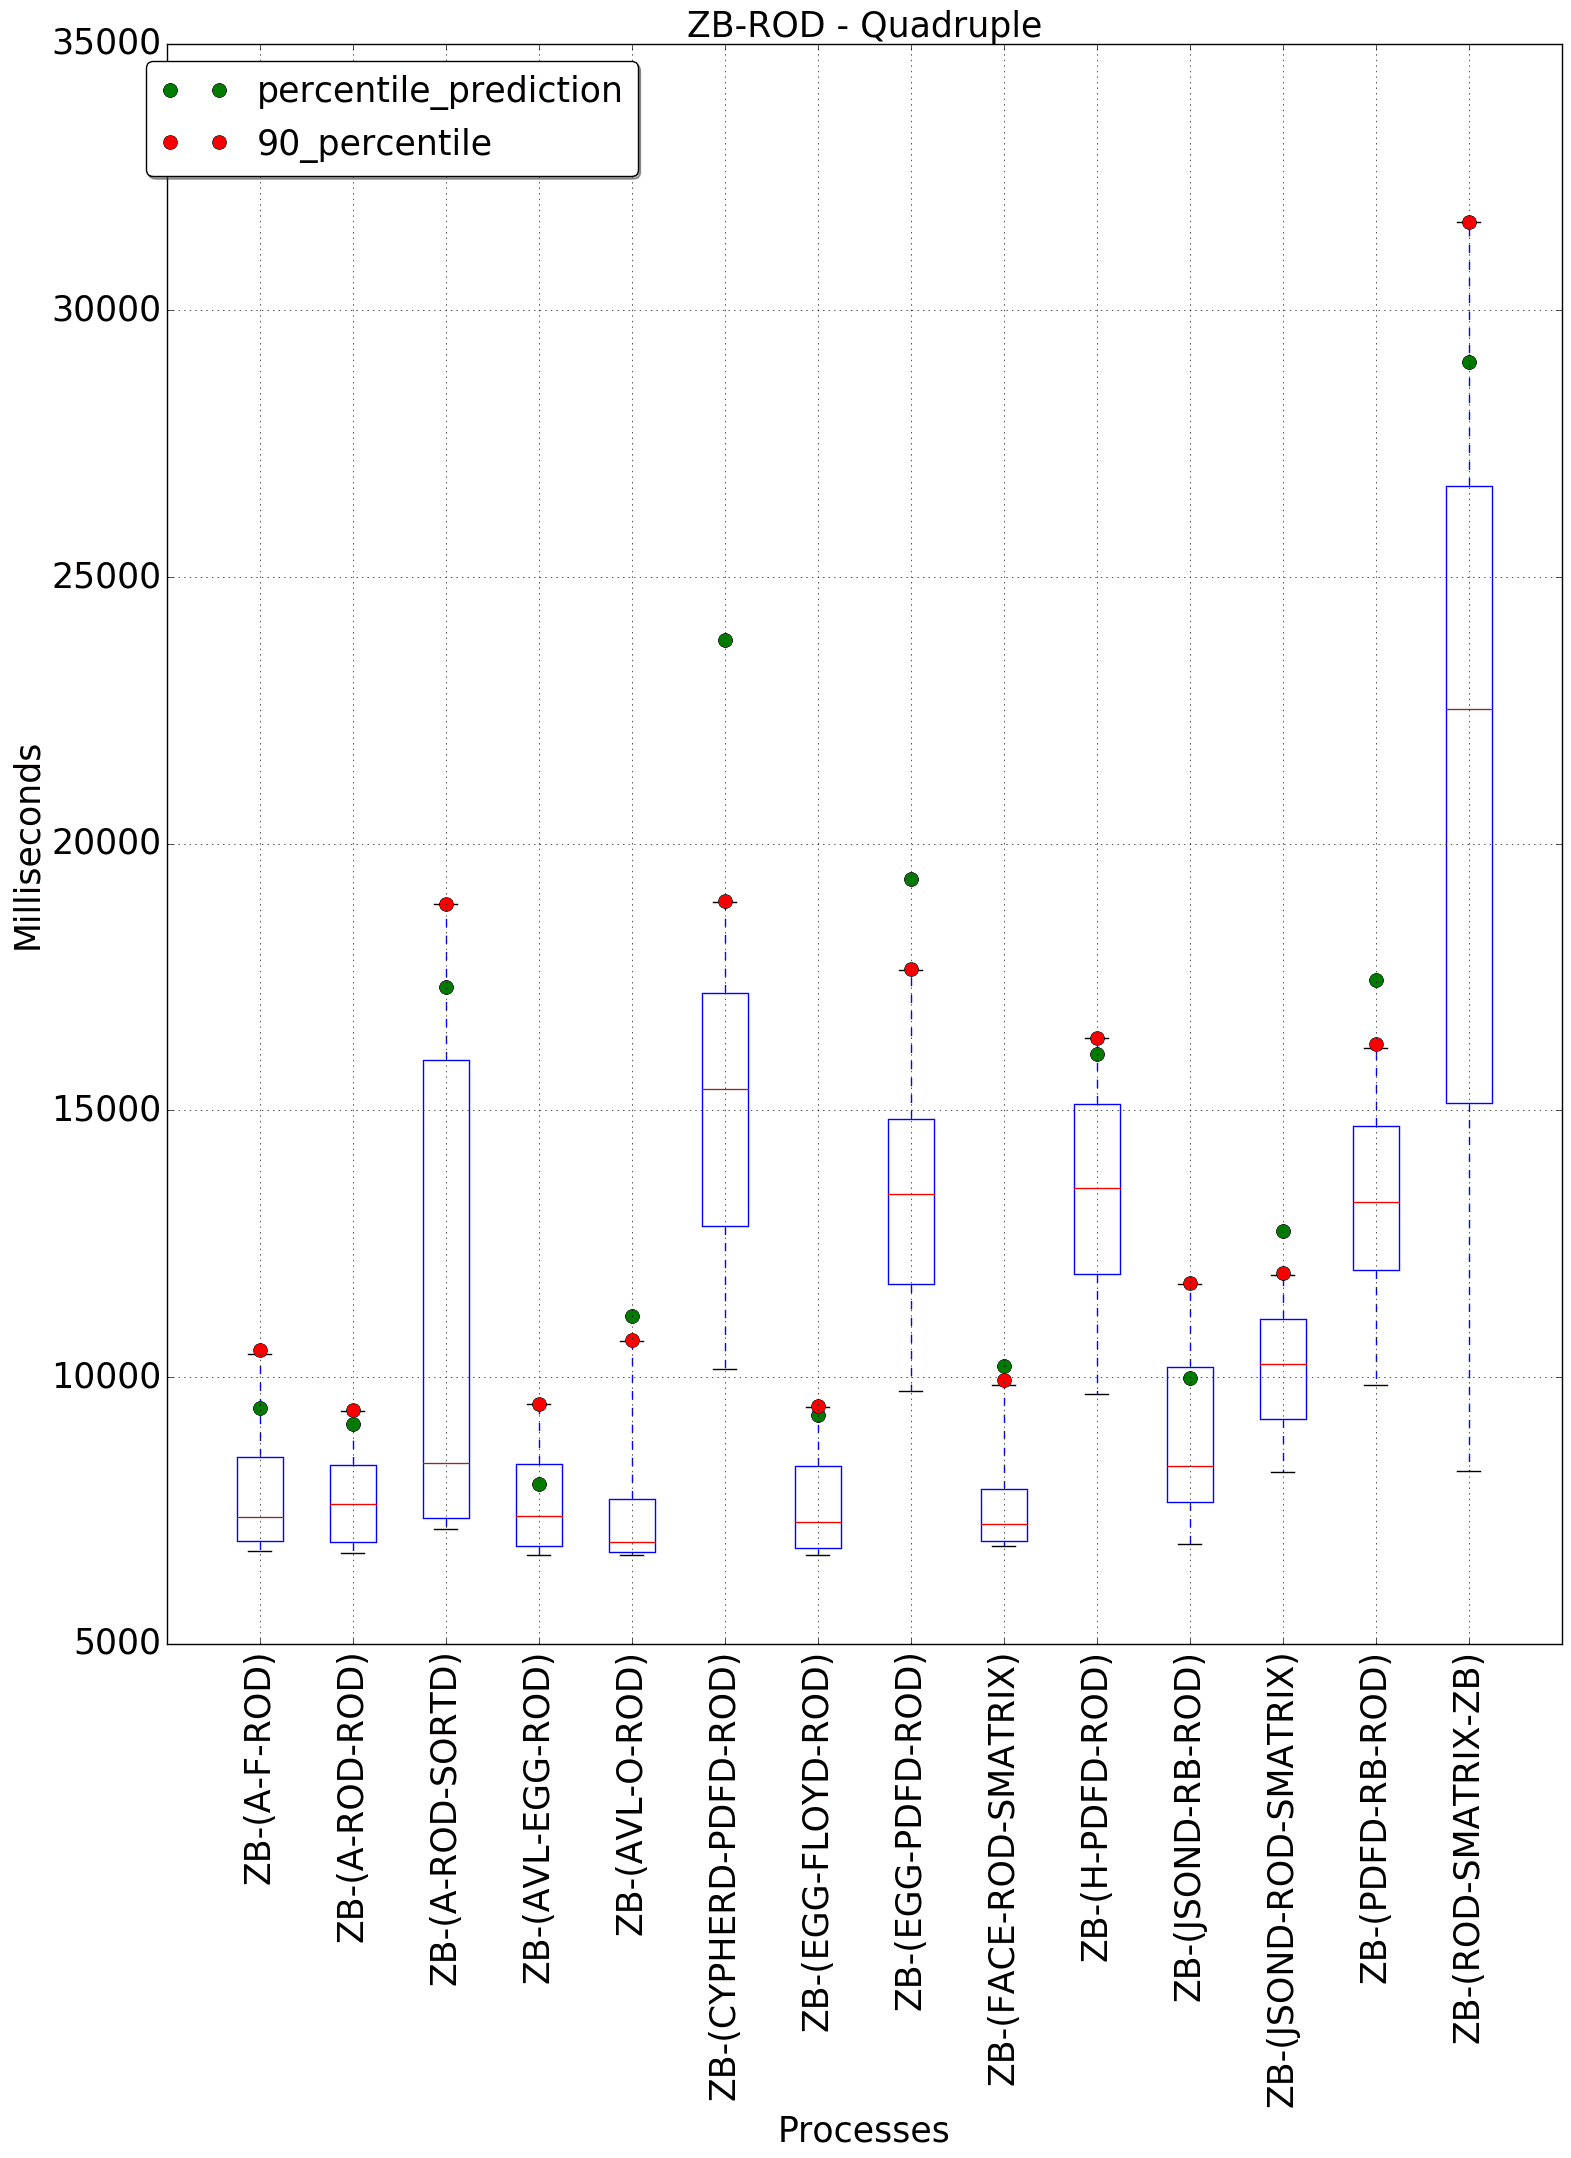 ZB-ROD - Quadruple
percentile_prediction
90_percentile
35000
30000
25000
20000
15000
10000
5000
Milliseconds
ZB-(A-F-ROD)
ZB-(A-ROD-ROD)
ZB-(A-ROD-SORTD)
ZB-(AVL-EGG-ROD)
ZB-(AVL-O-ROD)
ZB-(CYPHERD-PDFD-ROD)
ZB-(EGG-FLOYD-ROD)
ZB-(EGG-PDFD-ROD)
ZB-(FACE-ROD-SMATRIX)
ZB-(H-PDFD-ROD)
ZB-(JSOND-RB-ROD)
ZB-(JSOND-ROD-SMATRIX)
ZB-(PDFD-RB-ROD)
ZB-(ROD-SMATRIX-ZB)
Processes